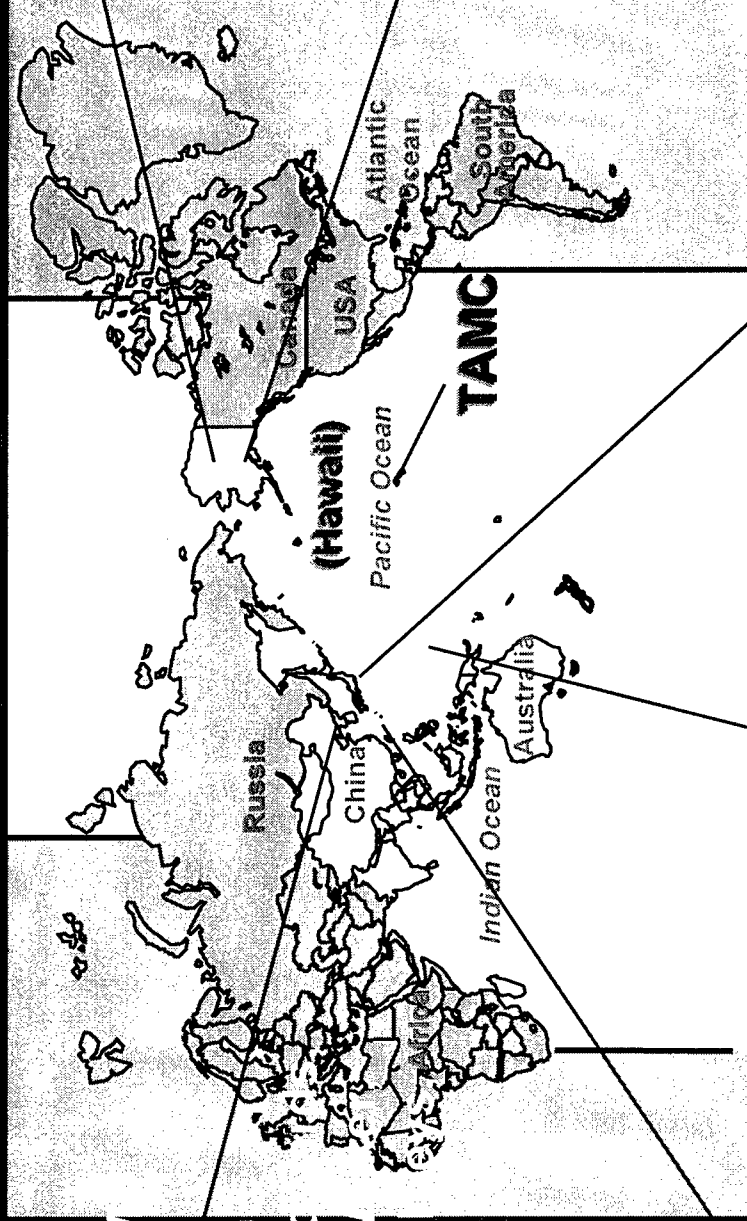 Russia
Canada
USA
Atlantic
Ocean
China
(Hawaii)
Pacific Ocean
TAMC
South
America
Africa
Indian Ocean
Australia